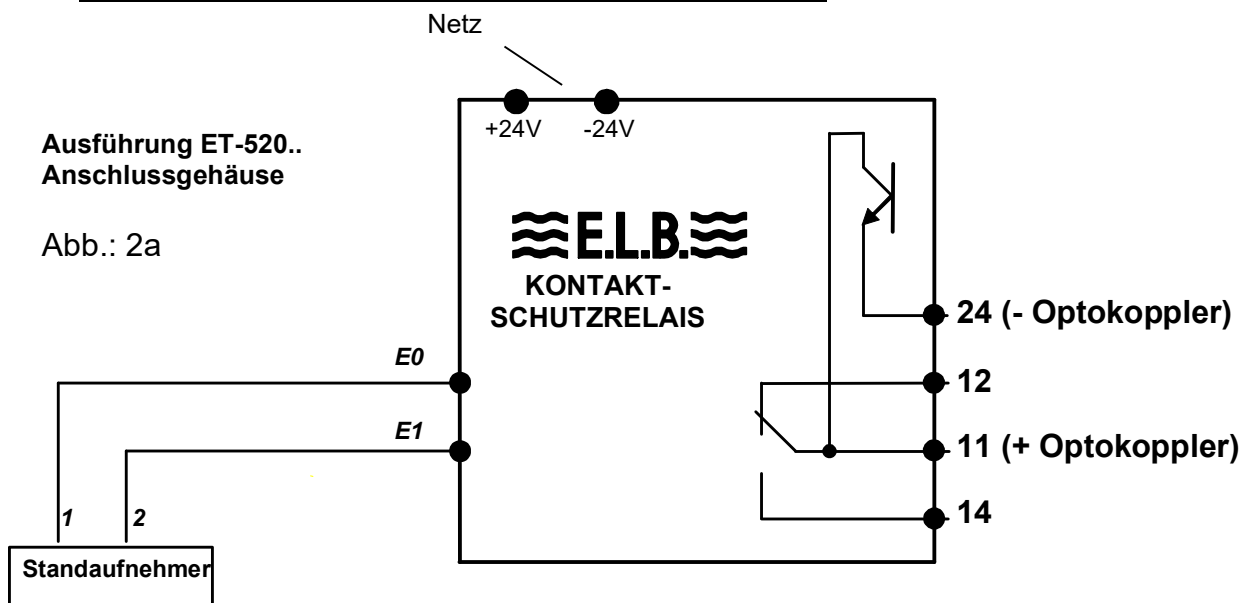 Netz
+24V -24V
Ausführung ET-520..
Anschlussgehäuse
Abb.: 2a
E.L.B.
KONTAKT-
SCHUTZRELAIS
24 (- Optokoppler)
E0
12
E1
11 (+ Optokoppler)
14
1 2
Standaufnehmer